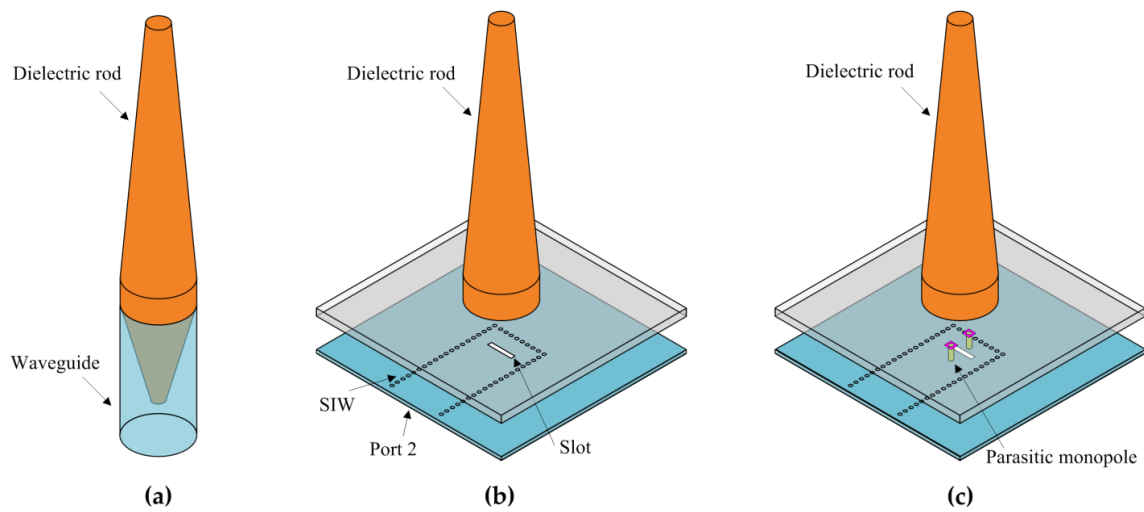 Dielectric rod
Waveguide
(a)
Dielectric rod
SIW
Port 2
Slot
(b)
Dielectric rod
Parasitic monopole
(c)